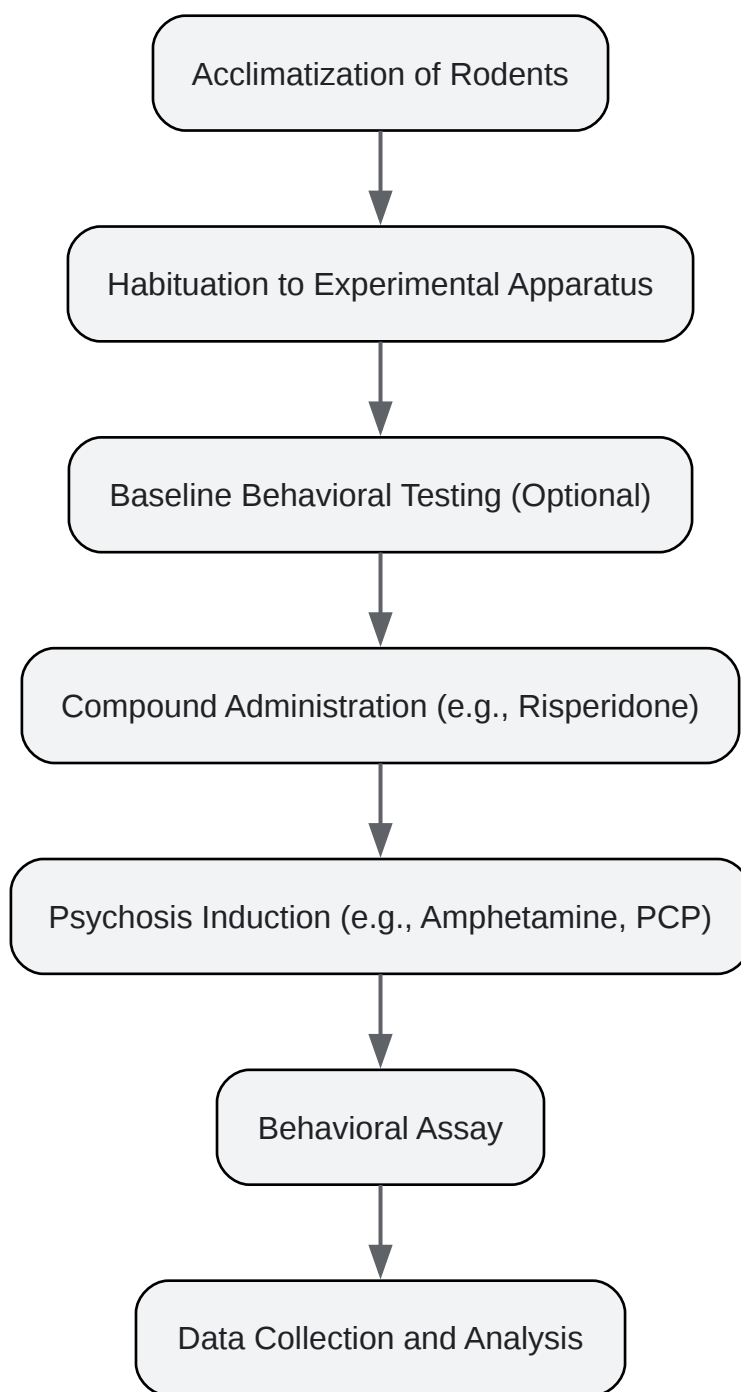 Acclimatization of Rodents
Habituation to Experimental Apparatus
Baseline Behavioral Testing (Optional)
Compound Administration (e.g., Risperidone)
Psychosis Induction (e.g., Amphetamine, PCP)
Behavioral Assay
Data Collection and Analysis